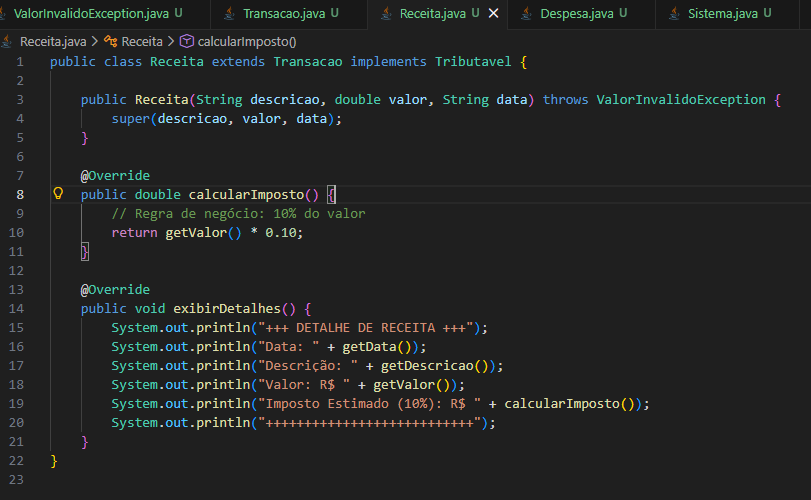 ValorInvalidoException.java U Transacao.java U Receita.java U Despesa.java U Sistema.java U
Receita.java > Receita > calcularImposto()
1 public class Receita extends Transacao implements Tributavel {
2
3     public Receita(String descricao, double valor, String data) throws ValorInvalidoException {
4         super(descricao, valor, data);
5     }
6
7     @Override
8     public double calcularImposto() {
9         // Regra de negócio: 10% do valor
10         return getValor() * 0.10;
11     }
12
13     @Override
14     public void exibirDetalhes() {
15         System.out.println("+++ DETALHE DE RECEITA +++");
16         System.out.println("Data: " + getData());
17         System.out.println("Descrição: " + getDescricao());
18         System.out.println("Valor: R$ " + getValor());
19         System.out.println("Imposto Estimado (10%): R$ " + calcularImposto());
20         System.out.println("+++++++++++++++++++++++++++");
21     }
22 }
23